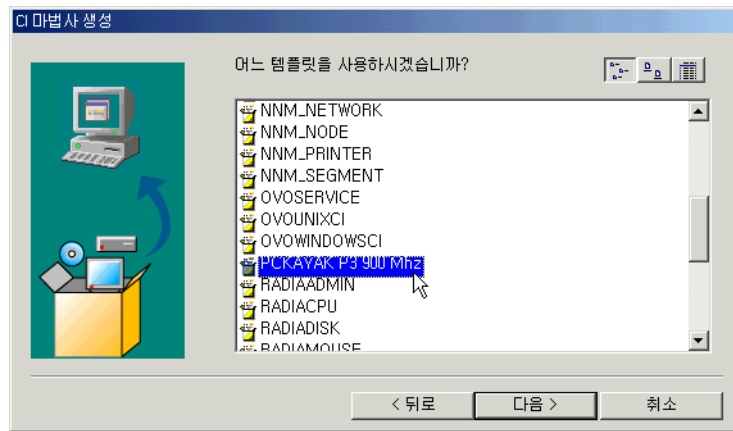 CI 마법사 생성
어느 템플릿을 사용하시겠습니까?
NNM_NETWORK
NNM_NODE
NNM_PRINTER
NNM_SEGMENT
OVOSERVICE
OVOUNIXCI
OVOWINDOWSCI
PCKAYAK P3 900 Mhz
RADIAADMIN
RADIACPU
RADIADISK
RADIAMOUSE
< 뒤로
다음 >
취소